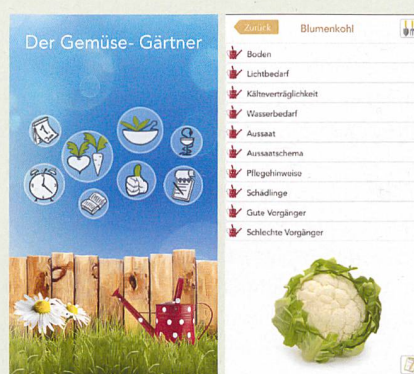 Der Gemüse- Gärtner
Zurück
Blumenkohl
Boden
Lichtbedarf
Kälteverträglichkeit
Wasserbedarf
Aussaat
Aussaatschema
Pflegehinweise
Schädlinge
Gute Vorgänger
Schlechte Vorgänger